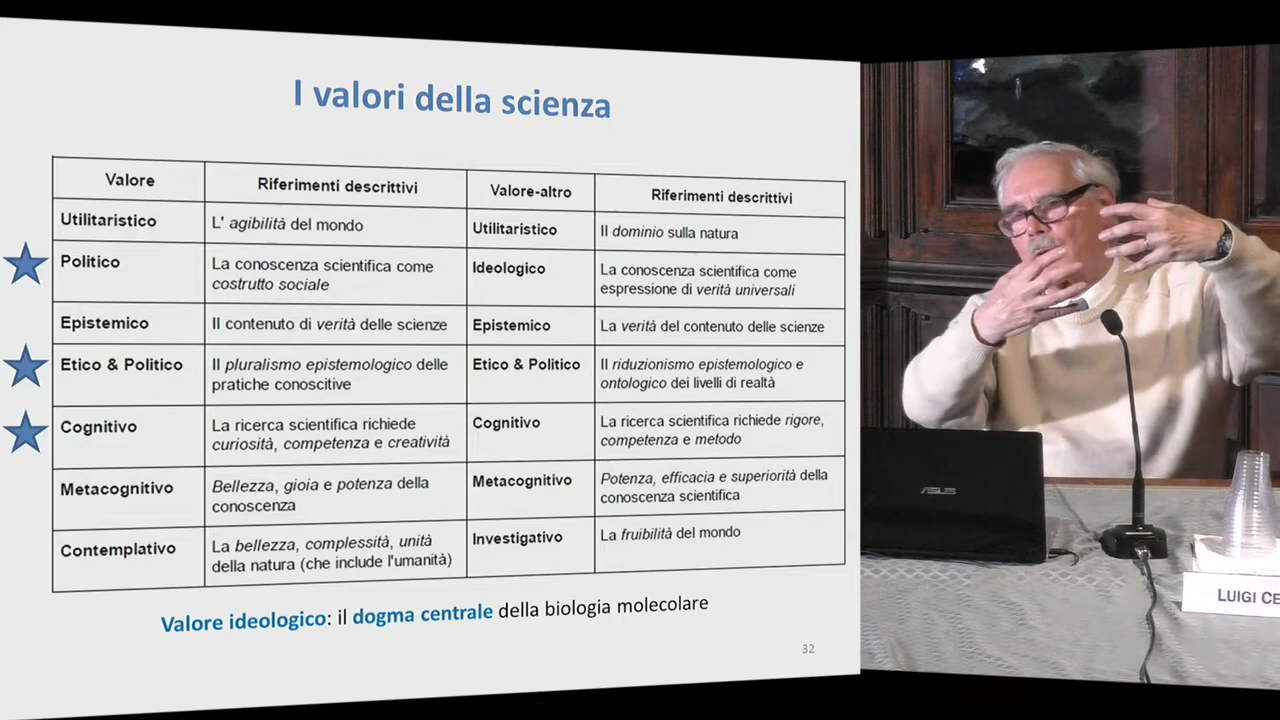 I valori della scienza
Valore
Riferimenti descrittivi
Valore-altro
Riferimenti descrittivi
Utilitaristico
L' agibilità del mondo
Utilitaristico
Il dominio sulla natura
Politico
La conoscenza scientifica come
costrutto sociale
Ideologico
La conoscenza scientifica come
espressione di verità universali
Epistemico
Il contenuto di verità delle scienze
Epistemico
La verità del contenuto delle scienze
Etico & Politico
Il pluralismo epistemologico delle
pratiche conoscitive
Etico & Politico
Il riduzionismo epistemologico e
ontologico dei livelli di realtà
Cognitivo
La ricerca scientifica richiede
curiosità, competenza e creatività
Cognitivo
La ricerca scientifica richiede rigore,
competenza e metodo
Metacognitivo
Bellezza, gioia e potenza della
conoscenza
Metacognitivo
Potenza, efficacia e superiorità della
conoscenza scientifica
Contemplativo
La bellezza, complessità, unità
della natura (che include l'umanità)
Investigativo
La fruibilità del mondo
Valore ideologico: il dogma centrale della biologia molecolare
32
ASUS
LUIGI CE